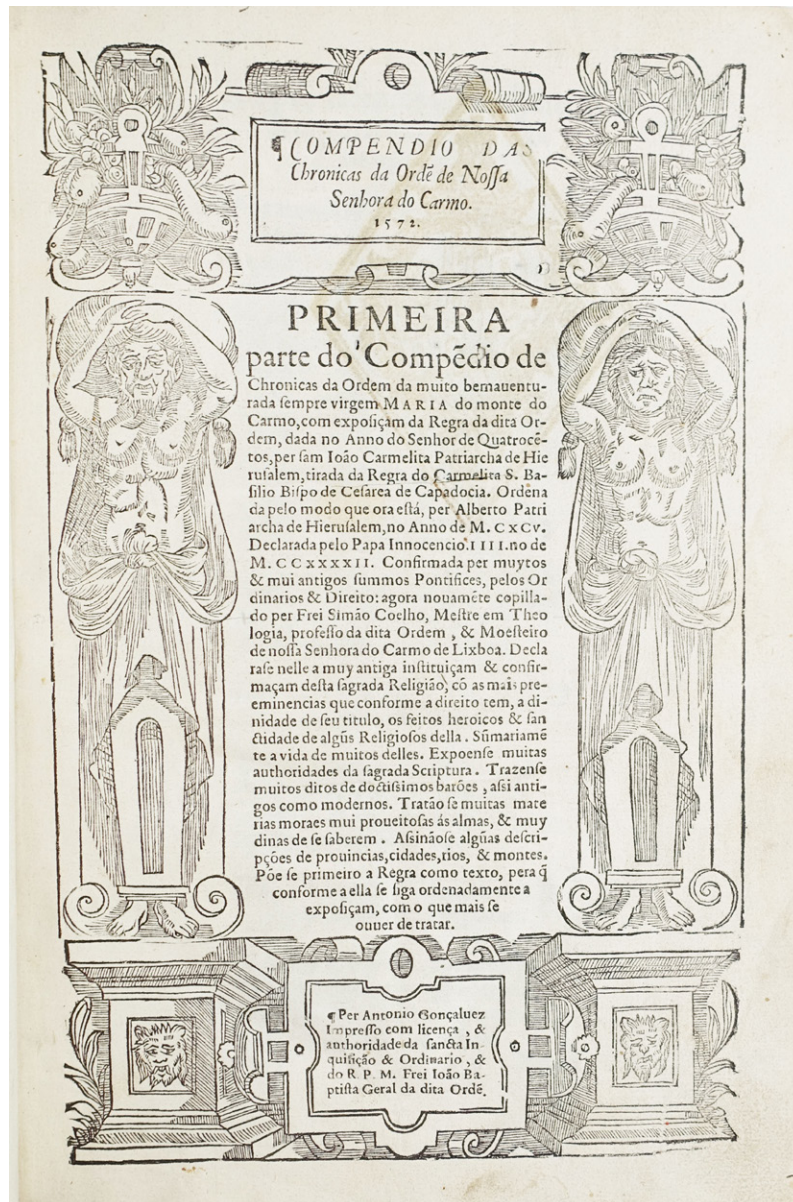 ¶COMPENDIO DAS
Chronicas da Ordẽ de Noſſa
Senhora do Carmo.
1572.
PRIMEIRA
parte do Compẽdio de
Chronicas da Ordem da muito bemauentu-
rada ſempre virgem MARIA do monte do
Carmo, com expoſiçam da Regra da dita Or-
dem, dada no Anno do Senhor de Quatrocẽ-
tos, per ſam Ioão Carmelita Patriarcha de Hie
ruſalem, tirada da Regra do Carmelita S. Ba-
ſilio Biſpo de Ceſarea de Capadocia. Ordena
da pelo modo que ora eſtá, per Alberto Patri
archa de Hieruſalem, no Anno de M. CXCV.
Declarada pelo Papa Innocencio. IIII. no de
M. CCXXXXII. Confirmada per muytos
& mui antigos ſummos Pontifices, pelos Or
dinarios & Direito: agora nouamẽte copilla-
do per Frei Simão Coelho, Meſtre em Theo
logia, profeſſo da dita Ordem, & Moeſteiro
de noſſa Senhora do Carmo de Lixboa. Decla
raſe nelle a muy antiga inſtituiçam & confir-
maçam deſta ſagrada Religião, cõ as mais pre-
eminencias que conforme a direito tem, a di-
nidade de ſeu titulo, os feitos heroicos & ſan
ctidade de algũs Religioſos della. Sũmariamẽ
te a vida de muitos delles. Expoenſe muitas
authoridades da ſagrada Scriptura. Trazenſe
muitos ditos de doctiſsimos barões, aſsi anti-
gos como modernos. Tratão ſe muitas mate
rias moraes mui proueitoſas ás almas, & muy
dinas de ſe ſaberem. Aſsinãoſe algũas deſcri-
pções de prouincias, cidades, rios, & montes.
Põe ſe primeiro a Regra como texto, pera q̃
conforme a ella ſe ſiga ordenadamente a
expoſiçam, com o que mais ſe
ouuer de tratar.
¶Per Antonio Gonçaluez
Impreſſo com licença, &
authoridade da ſancta In-
quiſição & Ordinario, &
do R. P. M. Frei Ioão Ba-
ptiſta Geral da dita Ordẽ.